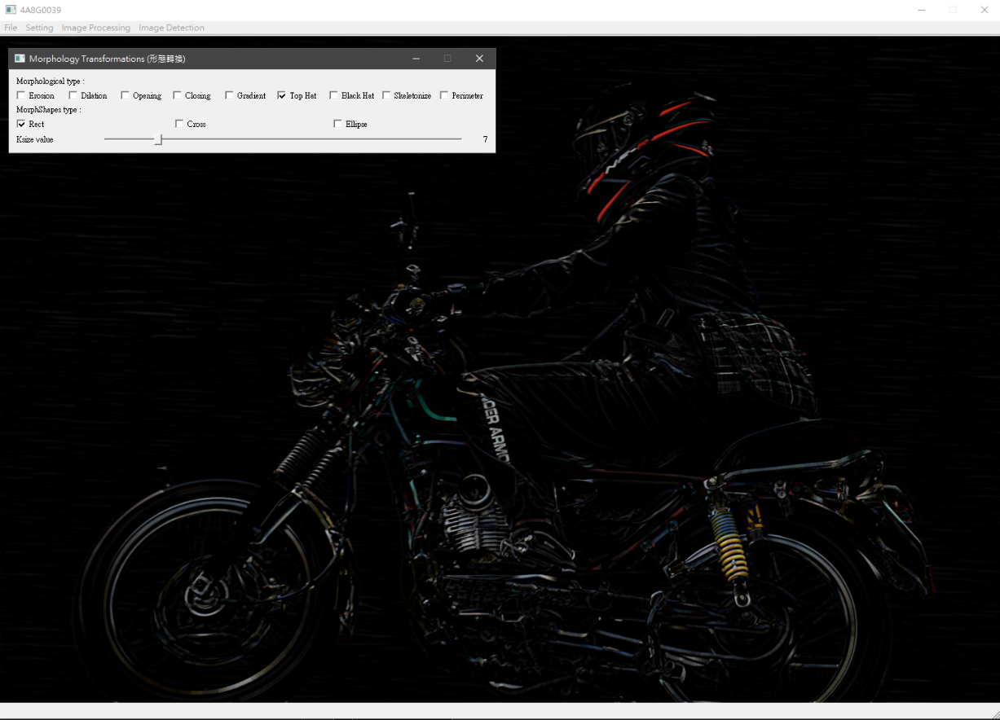 4A8G0039
File Setting Image Processing Image Detection
Morphology Transformations (形態轉換)
Morphological type :
Erosion Dilation Opening Closing Gradient Top Hat Black Hat Skeletonize Perimeter
MorphShapes type :
Rect Cross Ellipse
Ksize value 7
DER ARMO